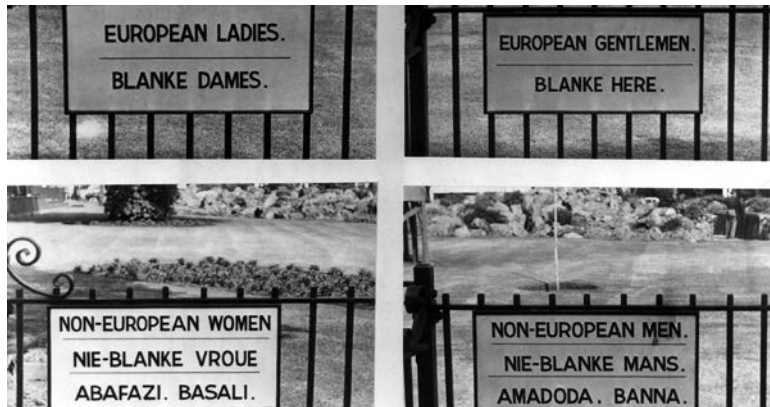 EUROPEAN LADIES.
BLANKE DAMES.
EUROPEAN GENTLEMEN.
BLANKE HERE.
NON-EUROPEAN WOMEN
NIE-BLANKE VROUE
ABAFAZI. BASALI.
NON-EUROPEAN MEN.
NIE-BLANKE MANS.
AMADODA. BANNA.